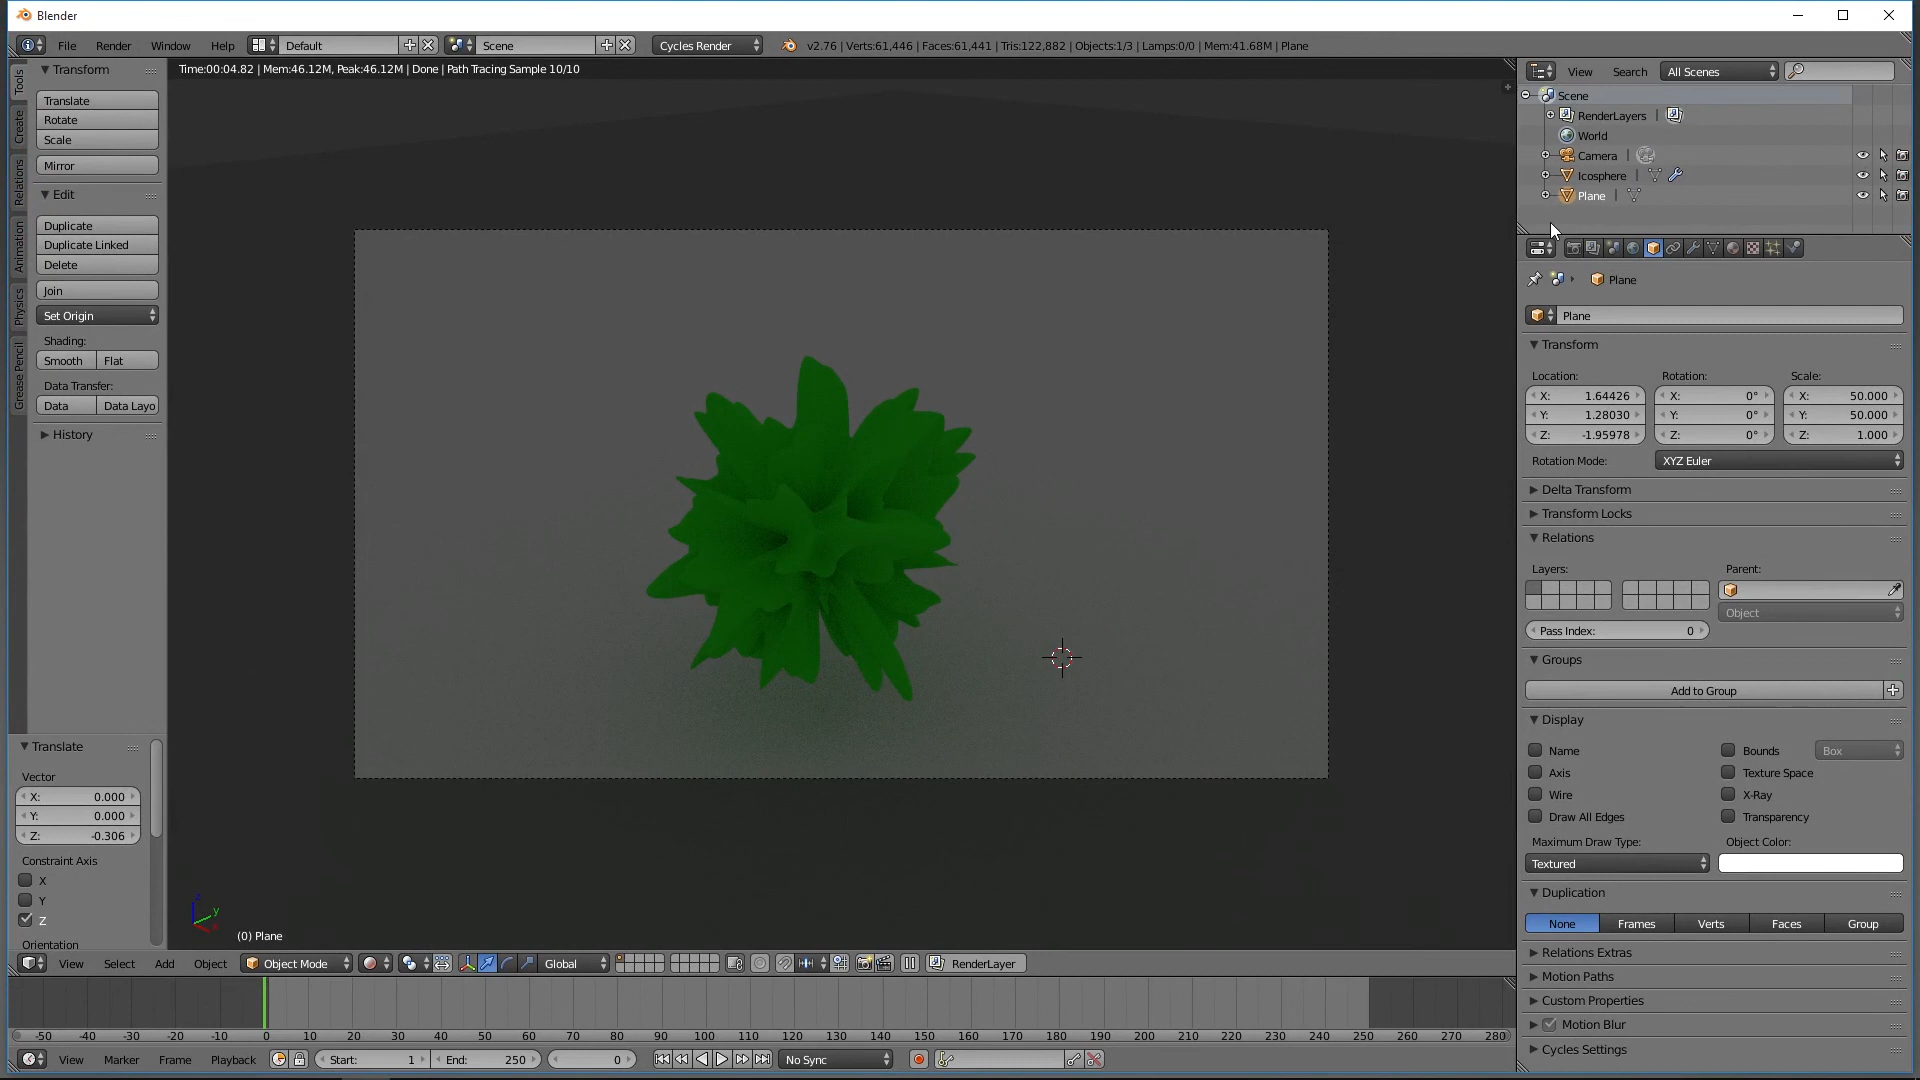 Blender
File Render Window Help Default Scene Cycles Render v2.76 | Verts:61,446 | Faces:61,441 | Tris:122,882 | Objects:1/3 | Lamps:0/0 | Mem:41.68M | Plane
Time:00:04.82 | Mem:46.12M, Peak:46.12M | Done | Path Tracing Sample 10/10
Tools
Create
Relations
Animation
Physics
Grease Pencil
Transform
Translate
Rotate
Scale
Mirror
Edit
Duplicate
Duplicate Linked
Delete
Join
Set Origin
Shading:
Smooth Flat
Data Transfer:
Data Data Layo
History
Translate
Vector
X: 0.000
Y: 0.000
Z: -0.306
Constraint Axis
X
Y
Z
Orientation
z
y
x
(0) Plane
View Select Add Object Object Mode Global RenderLayer
-50 -40 -30 -20 -10 0 10 20 30 40 50 60 70 80 90 100 110 120 130 140 150 160 170 180 190 200 210 220 230 240 250 260 270 280
View Marker Frame Playback Start: 1 End: 250 0 No Sync
View Search All Scenes
Scene
RenderLayers |
World
Camera |
Icosphere |
Plane |
Plane
Plane
Transform
Location: Rotation: Scale:
X: 1.64426 X: 0° X: 50.000
Y: 1.28030 Y: 0° Y: 50.000
Z: -1.95978 Z: 0° Z: 1.000
Rotation Mode: XYZ Euler
Delta Transform
Transform Locks
Relations
Layers: Parent:
Object
Pass Index: 0
Groups
Add to Group
Display
Name Bounds Box
Axis Texture Space
Wire X-Ray
Draw All Edges Transparency
Maximum Draw Type: Object Color:
Textured
Duplication
None Frames Verts Faces Group
Relations Extras
Motion Paths
Custom Properties
Motion Blur
Cycles Settings